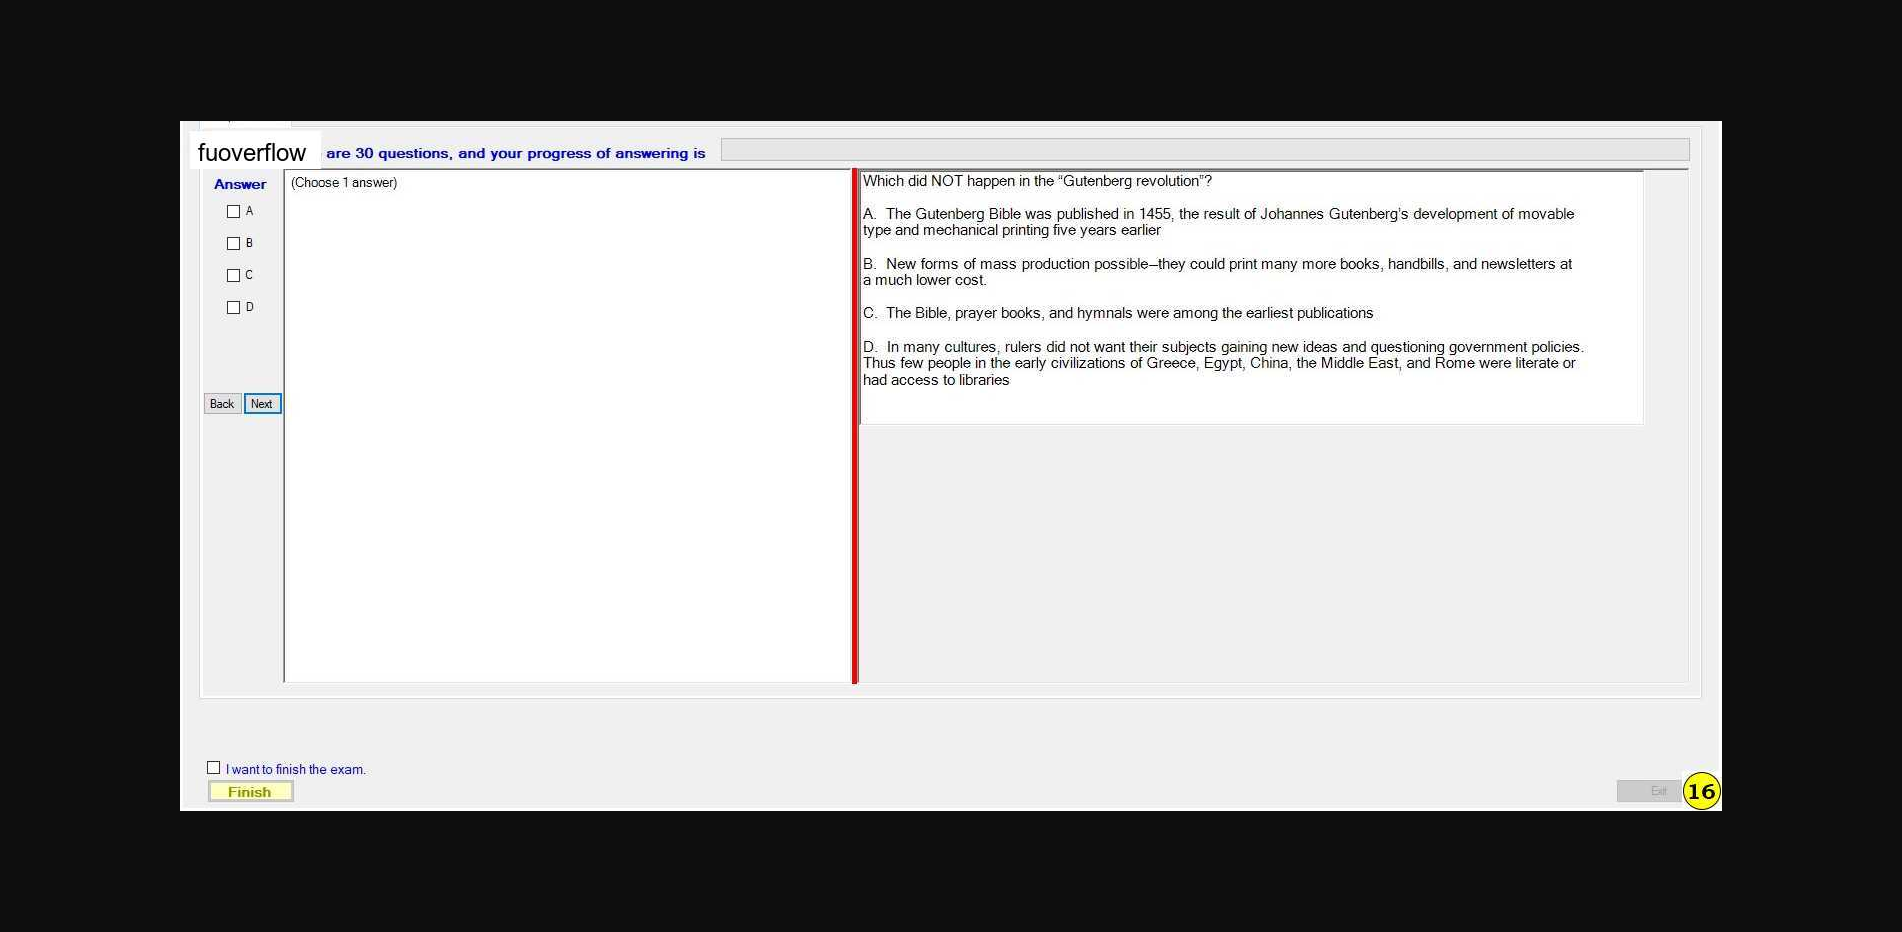 fuoverflow are 30 questions, and your progress of answering is
Answer
A
B
C
D
Back Next
(Choose 1 answer)
Which did NOT happen in the “Gutenberg revolution”?
A. The Gutenberg Bible was published in 1455, the result of Johannes Gutenberg's development of movable
type and mechanical printing five years earlier
B. New forms of mass production possible–they could print many more books, handbills, and newsletters at
a much lower cost.
C. The Bible, prayer books, and hymnals were among the earliest publications
D. In many cultures, rulers did not want their subjects gaining new ideas and questioning government policies.
Thus few people in the early civilizations of Greece, Egypt, China, the Middle East, and Rome were literate or
had access to libraries
I want to finish the exam.
Finish
Exit
16